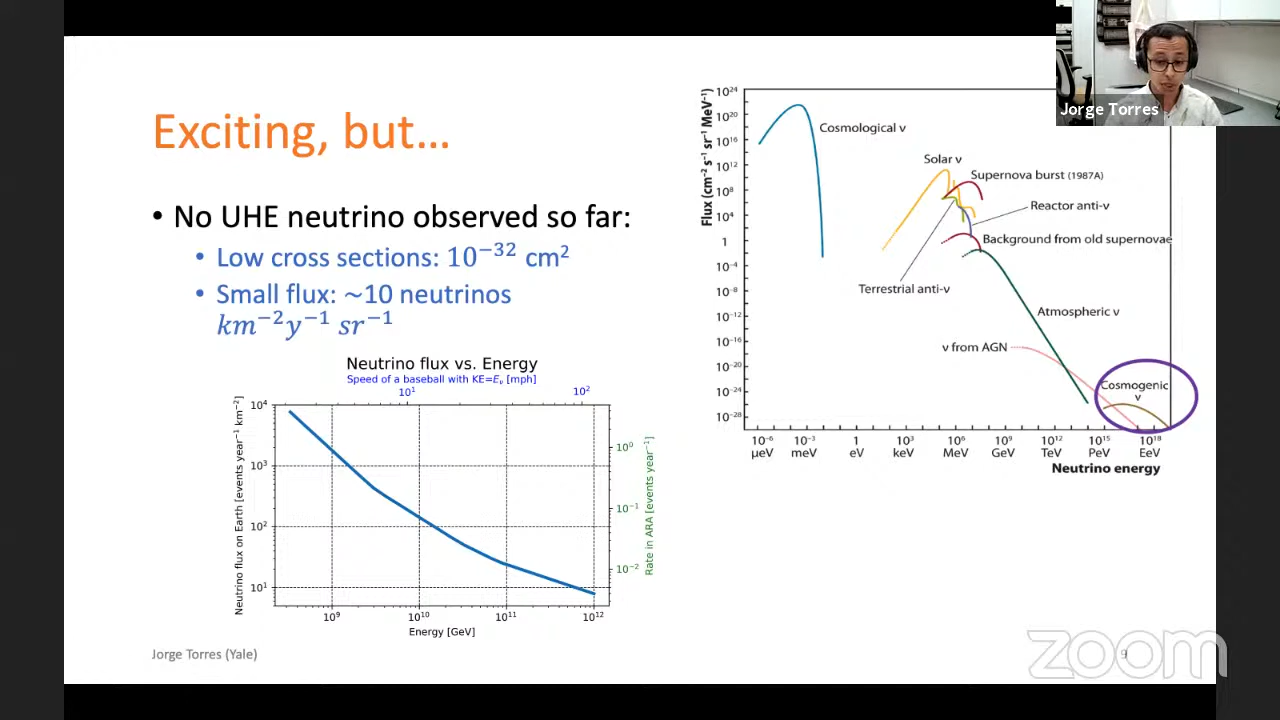 Jorge Torres
Exciting, but…
• No UHE neutrino observed so far:
• Low cross sections: 10⁻³² cm²
• Small flux: ~10 neutrinos
km⁻²y⁻¹ sr⁻¹
Neutrino flux vs. Energy
Speed of a baseball with KE=Eᵥ [mph]
10¹ 10²
Neutrino flux on Earth [events year⁻¹ km⁻²]
10⁴
10³
10²
10¹
10⁰
10⁻¹
10⁻²
Rate in ARA [events year⁻¹]
10⁹ 10¹⁰ 10¹¹ 10¹²
Energy [GeV]
Flux (cm⁻² s⁻¹ sr⁻¹ MeV⁻¹)
10²⁴
10²⁰
10¹⁶
10¹²
10⁸
10⁴
1
10⁻⁴
10⁻⁸
10⁻¹²
10⁻¹⁶
10⁻²⁰
10⁻²⁴
10⁻²⁸
Cosmological ν
Solar ν
Supernova burst (1987A)
Reactor anti-ν
Background from old supernovae
Terrestrial anti-ν
Atmospheric ν
ν from AGN
Cosmogenic
ν
10⁻⁶ 10⁻³ 1 10³ 10⁶ 10⁹ 10¹² 10¹⁵ 10¹⁸
μeV meV eV keV MeV GeV TeV PeV EeV
Neutrino energy
Jorge Torres (Yale)
9
zoom